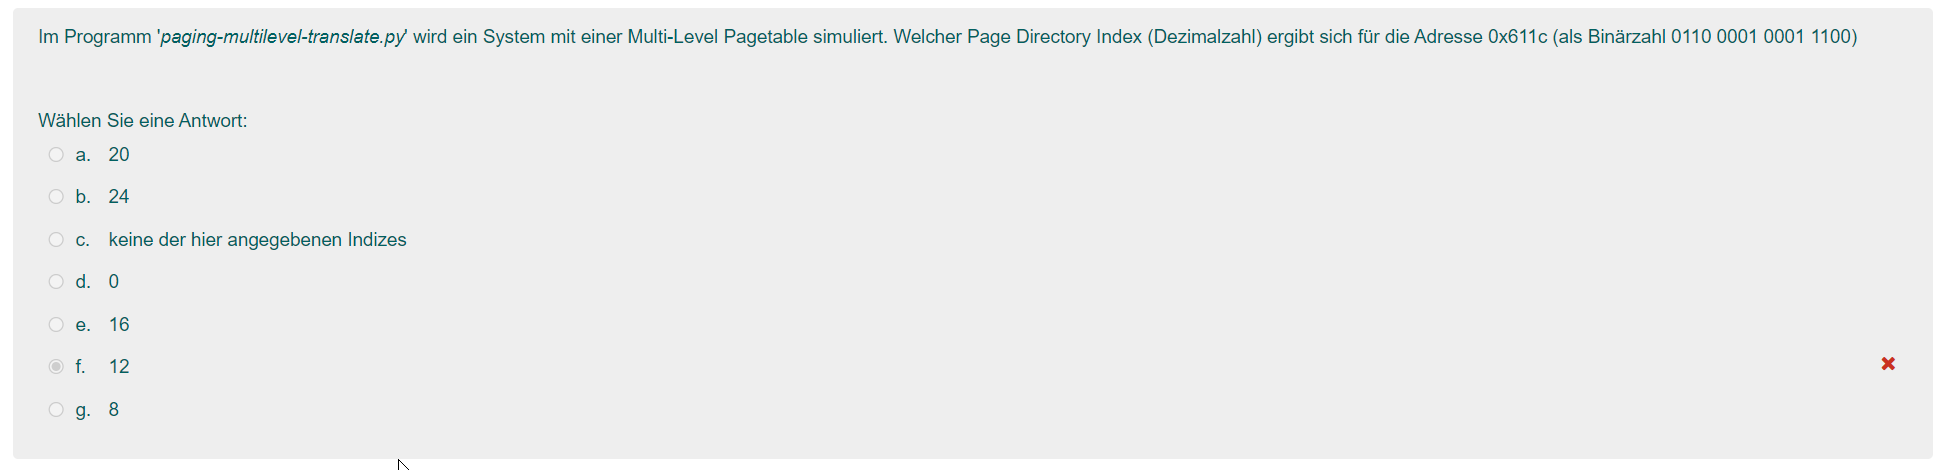 Im Programm 'paging-multilevel-translate.py' wird ein System mit einer Multi-Level Pagetable simuliert. Welcher Page Directory Index (Dezimalzahl) ergibt sich für die Adresse 0x611c (als Binärzahl 0110 0001 0001 1100)
Wählen Sie eine Antwort:
a. 20
b. 24
c. keine der hier angegebenen Indizes
d. 0
e. 16
f. 12
g. 8